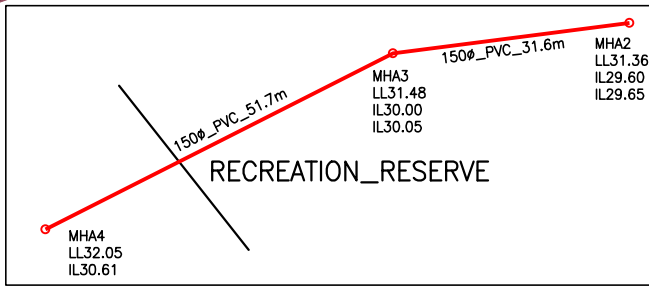 150ø_PVC_31.6m
MHA2
LL31.36
IL29.60
IL29.65
MHA3
LL31.48
IL30.00
IL30.05
150ø_PVC_51.7m
RECREATION_RESERVE
MHA4
LL32.05
IL30.61